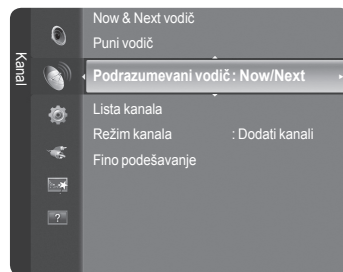 Kanal
Now & Next vodič
Puni vodič
Podrazumevani vodič : Now/Next
Lista kanala
Režim kanala : Dodati kanali
Fino podešavanje
?